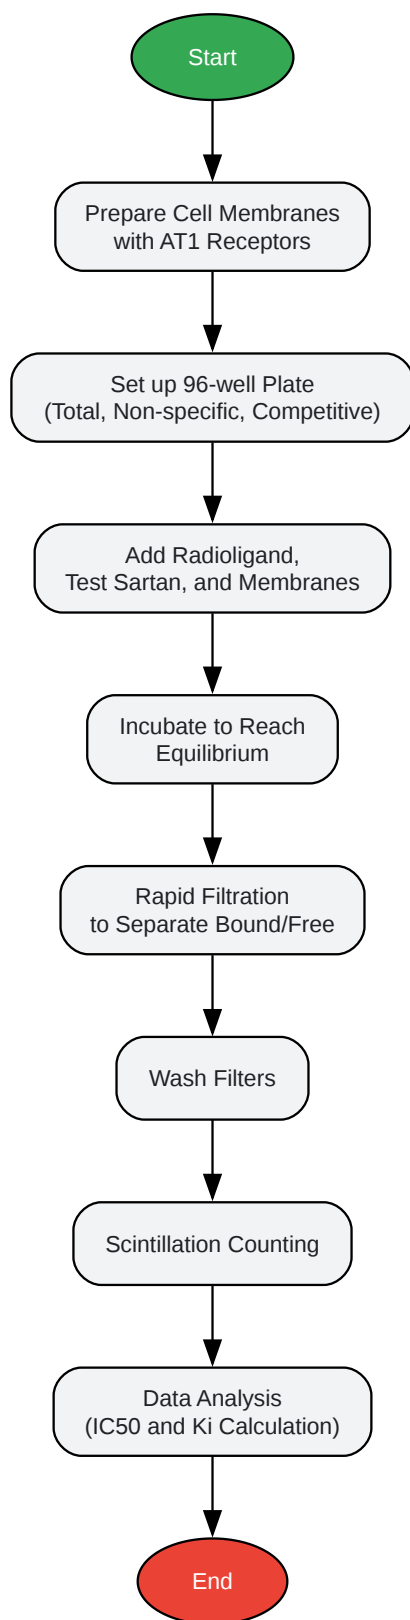 Start
Prepare Cell Membranes
with AT1 Receptors
Set up 96-well Plate
(Total, Non-specific, Competitive)
Add Radioligand,
Test Sartan, and Membranes
Incubate to Reach
Equilibrium
Rapid Filtration
to Separate Bound/Free
Wash Filters
Scintillation Counting
Data Analysis
(IC50 and Ki Calculation)
End